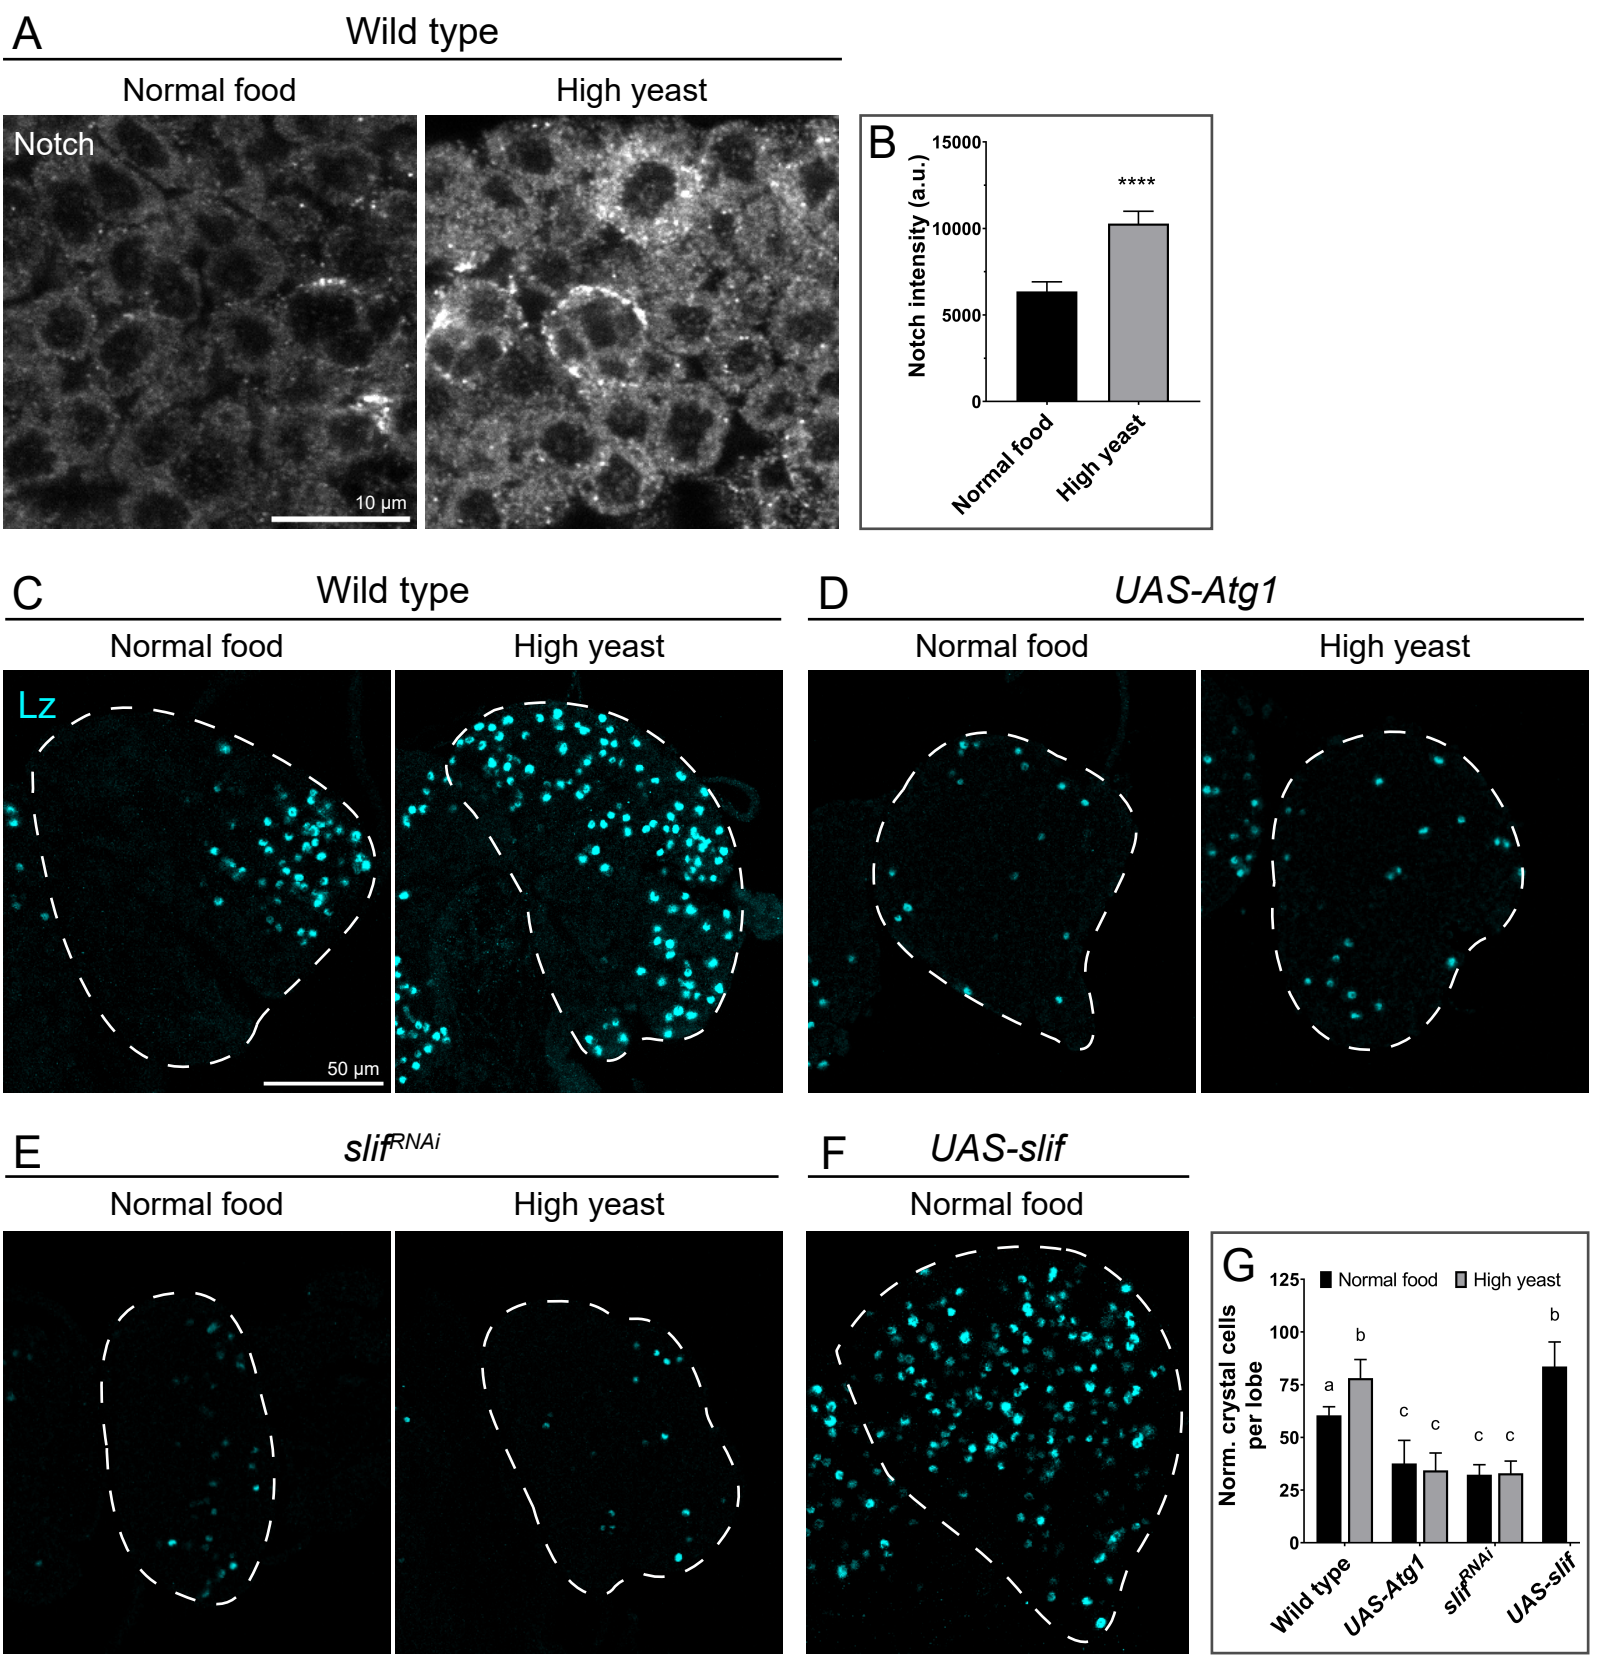 A
Wild type
Normal food
High yeast
Notch
10 µm
B
Notch intensity (a.u.)
15000
10000
5000
0
****
Normal food
High yeast
C
Wild type
Normal food
High yeast
Lz
50 µm
D
UAS-Atg1
Normal food
High yeast
E
slifRNAi
Normal food
High yeast
F
UAS-slif
Normal food
G
Normal food
High yeast
Norm. crystal cells
per lobe
125
100
75
50
25
0
a
b
c
c
c
c
b
Wild type
UAS-Atg1
slifRNAi
UAS-slif